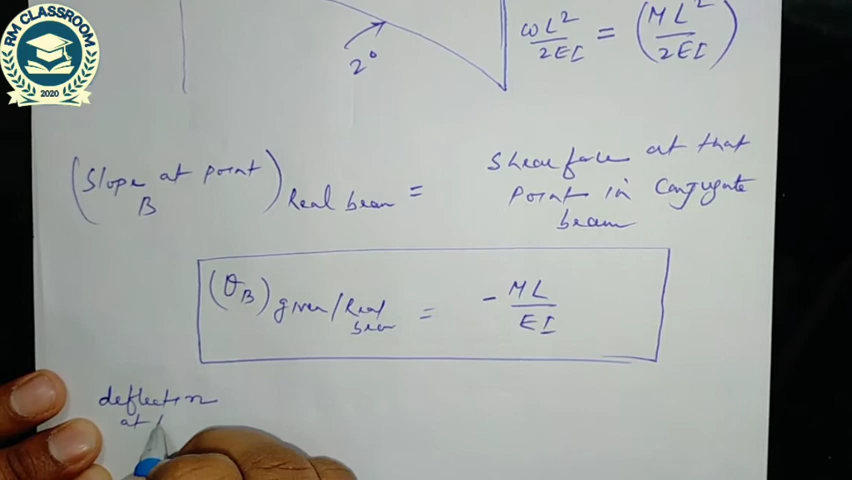 RM CLASSROOM
2020
2°
ωL²/2EI = (ML²/2EI)
(Slope at point B) Real beam = Shear force at that point in Conjugate beam
(θB) given/Real beam = - ML/EI
deflection
at